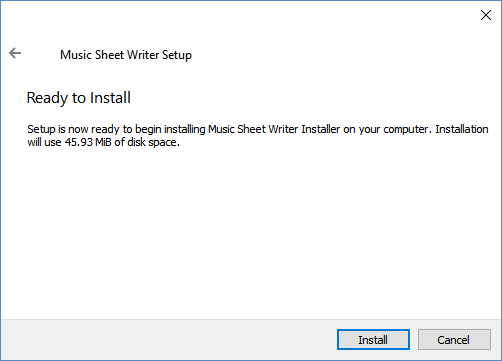 Music Sheet Writer Setup
Ready to Install
Setup is now ready to begin installing Music Sheet Writer Installer on your computer. Installation
will use 45.93 MiB of disk space.
Install
Cancel